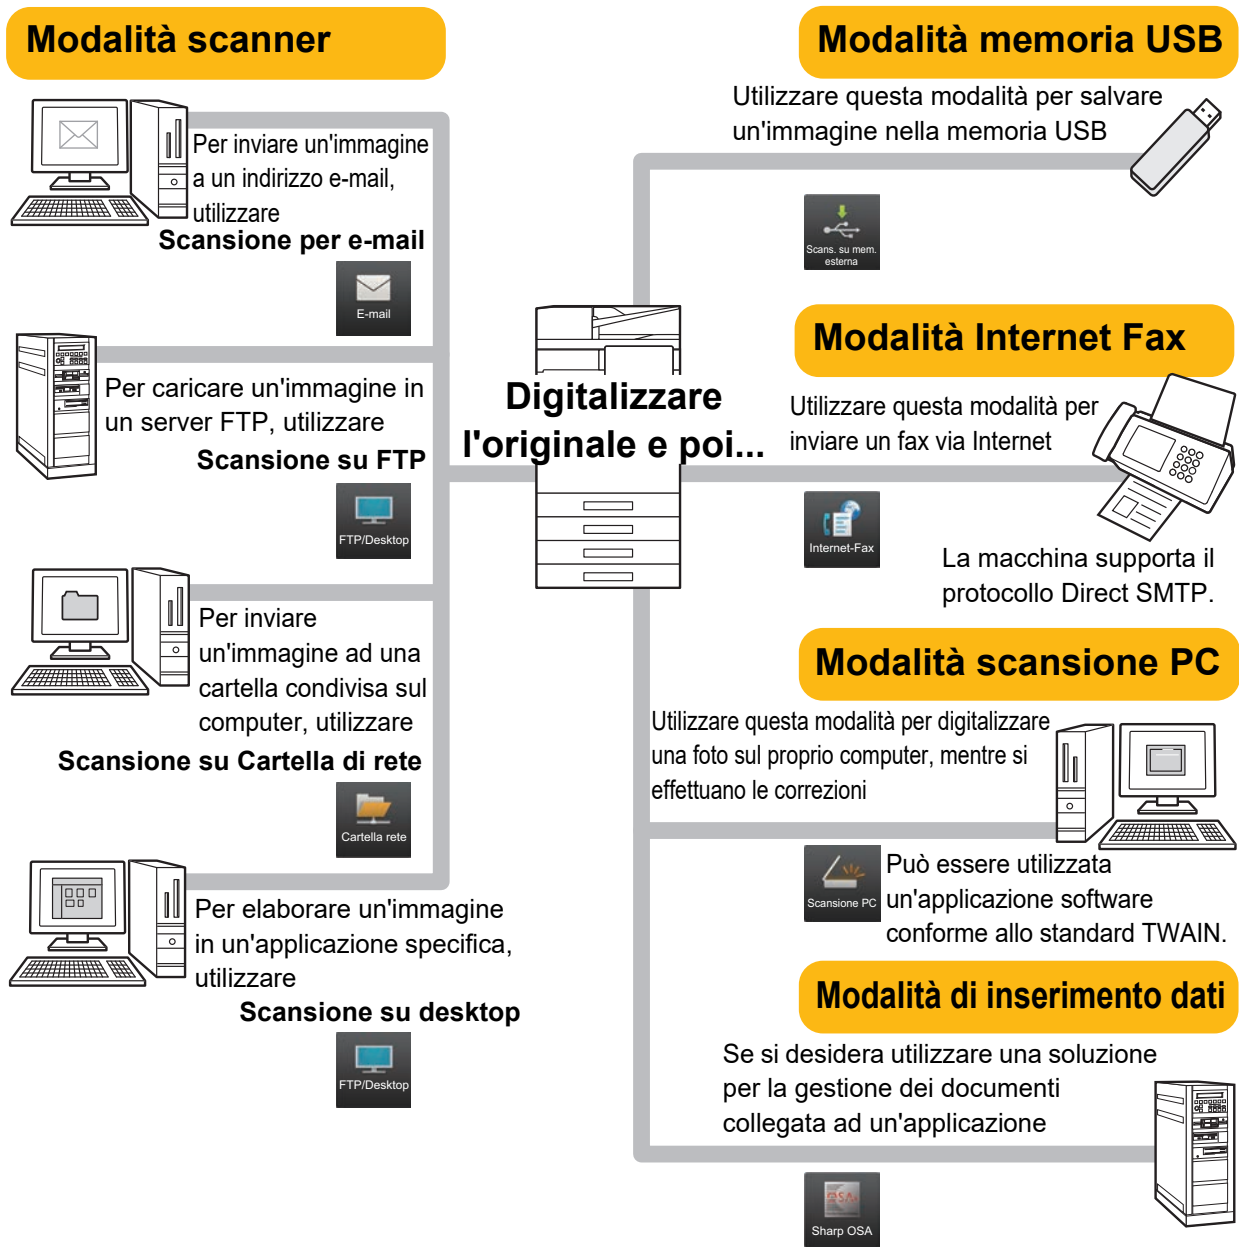 Modalità scanner
Per inviare un'immagine
a un indirizzo e-mail,
utilizzare
Scansione per e-mail
E-mail
Per caricare un'immagine in
un server FTP, utilizzare
Scansione su FTP
FTP/Desktop
Per inviare
un'immagine ad una
cartella condivisa sul
computer, utilizzare
Scansione su Cartella di rete
Cartella rete
Per elaborare un'immagine
in un'applicazione specifica,
utilizzare
Scansione su desktop
FTP/Desktop
Digitalizzare
l'originale e poi...
Modalità memoria USB
Utilizzare questa modalità per salvare
un'immagine nella memoria USB
Scans. su mem.
esterna
Modalità Internet Fax
Utilizzare questa modalità per
inviare un fax via Internet
Internet-Fax
La macchina supporta il
protocollo Direct SMTP.
Modalità scansione PC
Utilizzare questa modalità per digitalizzare
una foto sul proprio computer, mentre si
effettuano le correzioni
Scansione PC
Può essere utilizzata
un'applicazione software
conforme allo standard TWAIN.
Modalità di inserimento dati
Se si desidera utilizzare una soluzione
per la gestione dei documenti
collegata ad un'applicazione
OSA
Sharp OSA